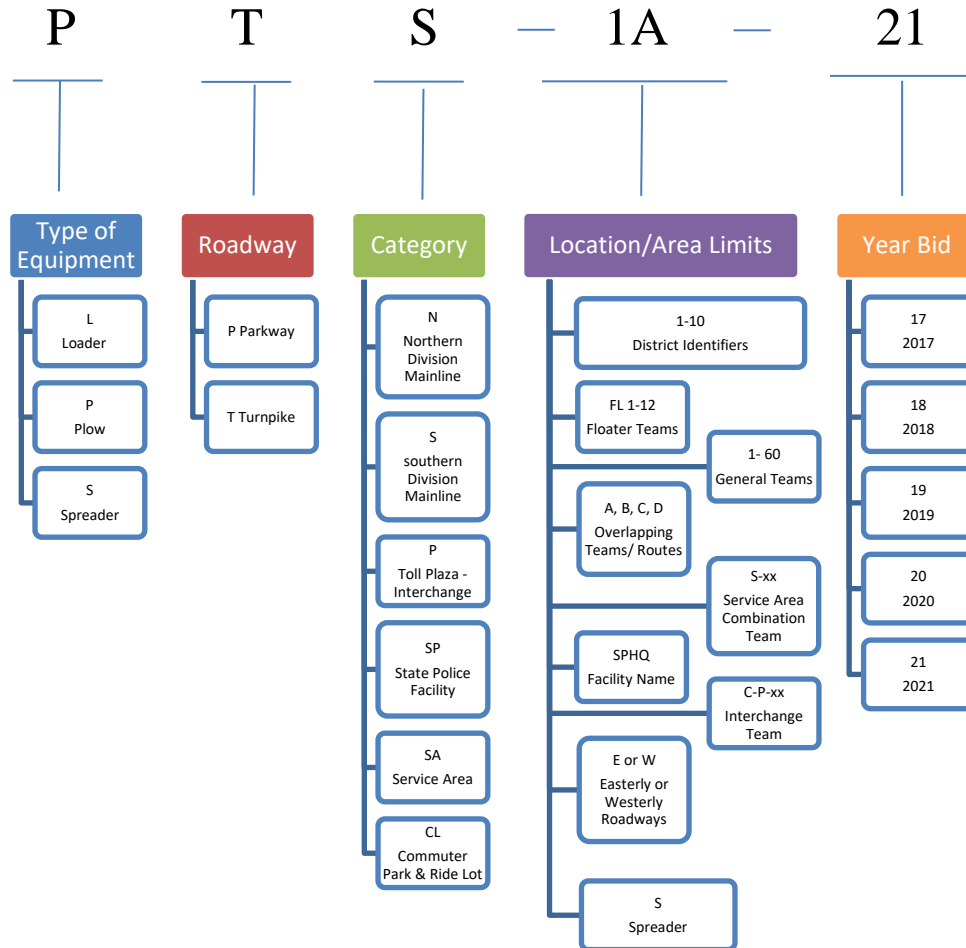 P T S – 1A – 21
Type of
Equipment
L
Loader
P
Plow
S
Spreader
Roadway
P Parkway
T Turnpike
Category
N
Northern
Division
Mainline
S
southern
Division
Mainline
P
Toll Plaza -
Interchange
SP
State Police
Facility
SA
Service Area
CL
Commuter
Park & Ride Lot
Location/Area Limits
1-10
District Identifiers
FL 1-12
Floater Teams
1- 60
General Teams
A, B, C, D
Overlapping
Teams/ Routes
S-xx
Service Area
Combination
Team
SPHQ
Facility Name
C-P-xx
Interchange
Team
E or W
Easterly or
Westerly
Roadways
S
Spreader
Year Bid
17
2017
18
2018
19
2019
20
2020
21
2021